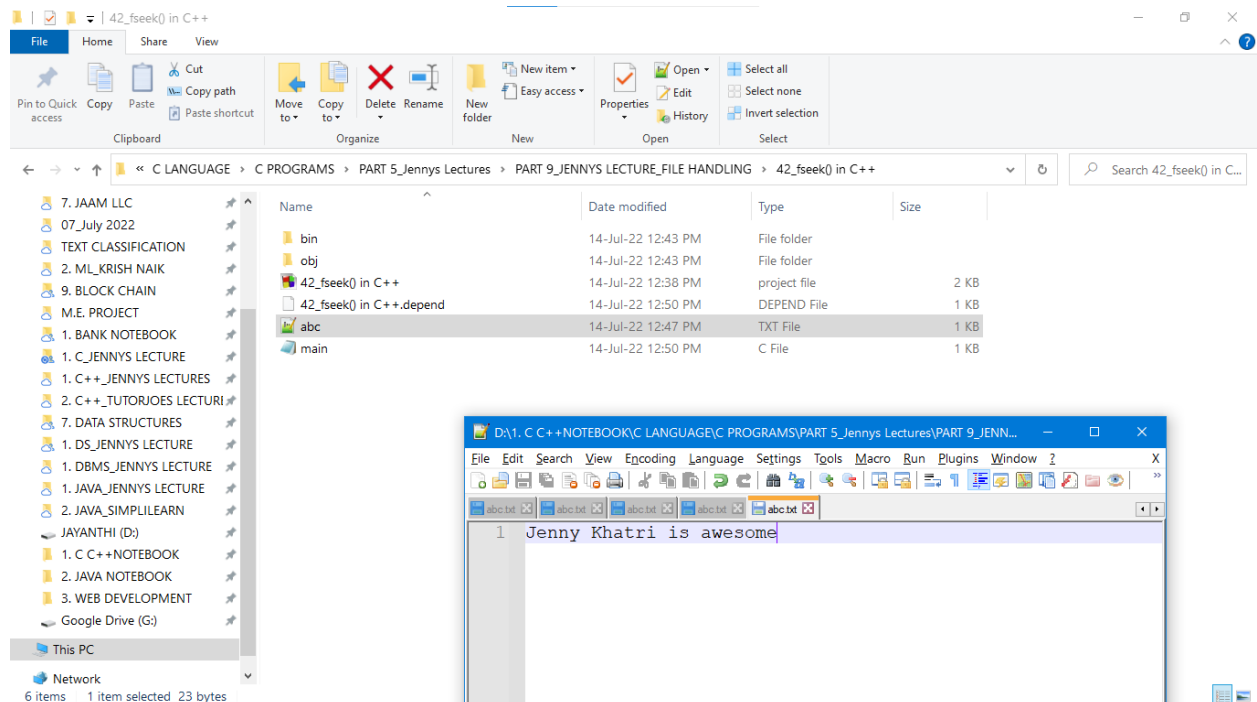 42_fseek() in C++
File Home Share View
Pin to Quick access
Copy
Paste
Cut
Copy path
Paste shortcut
Clipboard
Move to
Copy to
Delete
Rename
Organize
New folder
New item
Easy access
New
Properties
Open
Edit
History
Open
Select all
Select none
Invert selection
Select
« C LANGUAGE > C PROGRAMS > PART 5_Jennys Lectures > PART 9_JENNYS LECTURE_FILE HANDLING > 42_fseek() in C++
Search 42_fseek() in C...
7. JAAM LLC
07_July 2022
TEXT CLASSIFICATION
2. ML_KRISH NAIK
9. BLOCK CHAIN
M.E. PROJECT
1. BANK NOTEBOOK
1. C_JENNYS LECTURE
1. C++_JENNYS LECTURES
2. C++_TUTORJOES LECTURE
7. DATA STRUCTURES
1. DS_JENNYS LECTURE
1. DBMS_JENNYS LECTURE
1. JAVA_JENNYS LECTURE
2. JAVA_SIMPLILEARN
JAYANTHI (D:)
1. C C++NOTEBOOK
2. JAVA NOTEBOOK
3. WEB DEVELOPMENT
Google Drive (G:)
This PC
Network
Name Date modified Type Size
bin 14-Jul-22 12:43 PM File folder
obj 14-Jul-22 12:43 PM File folder
42_fseek() in C++ 14-Jul-22 12:38 PM project file 2 KB
42_fseek() in C++.depend 14-Jul-22 12:50 PM DEPEND File 1 KB
abc 14-Jul-22 12:47 PM TXT File 1 KB
main 14-Jul-22 12:50 PM C File 1 KB
D:\1. C C++NOTEBOOK\C LANGUAGE\C PROGRAMS\PART 5_Jennys Lectures\PART 9_JENN...
File Edit Search View Encoding Language Settings Tools Macro Run Plugins Window ? X
abc.txt abc.txt abc.txt abc.txt abc.txt
1 Jenny Khatri is awesome
6 items 1 item selected 23 bytes